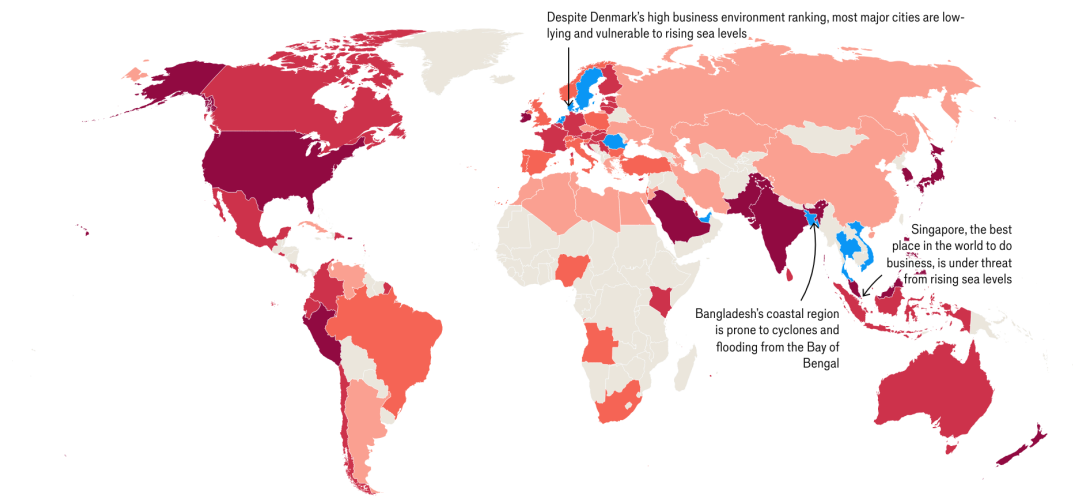 Despite Denmark's high business environment ranking, most major cities are low-
lying and vulnerable to rising sea levels
Singapore, the best
place in the world to do
business, is under threat
from rising sea levels
Bangladesh's coastal region
is prone to cyclones and
flooding from the Bay of
Bengal